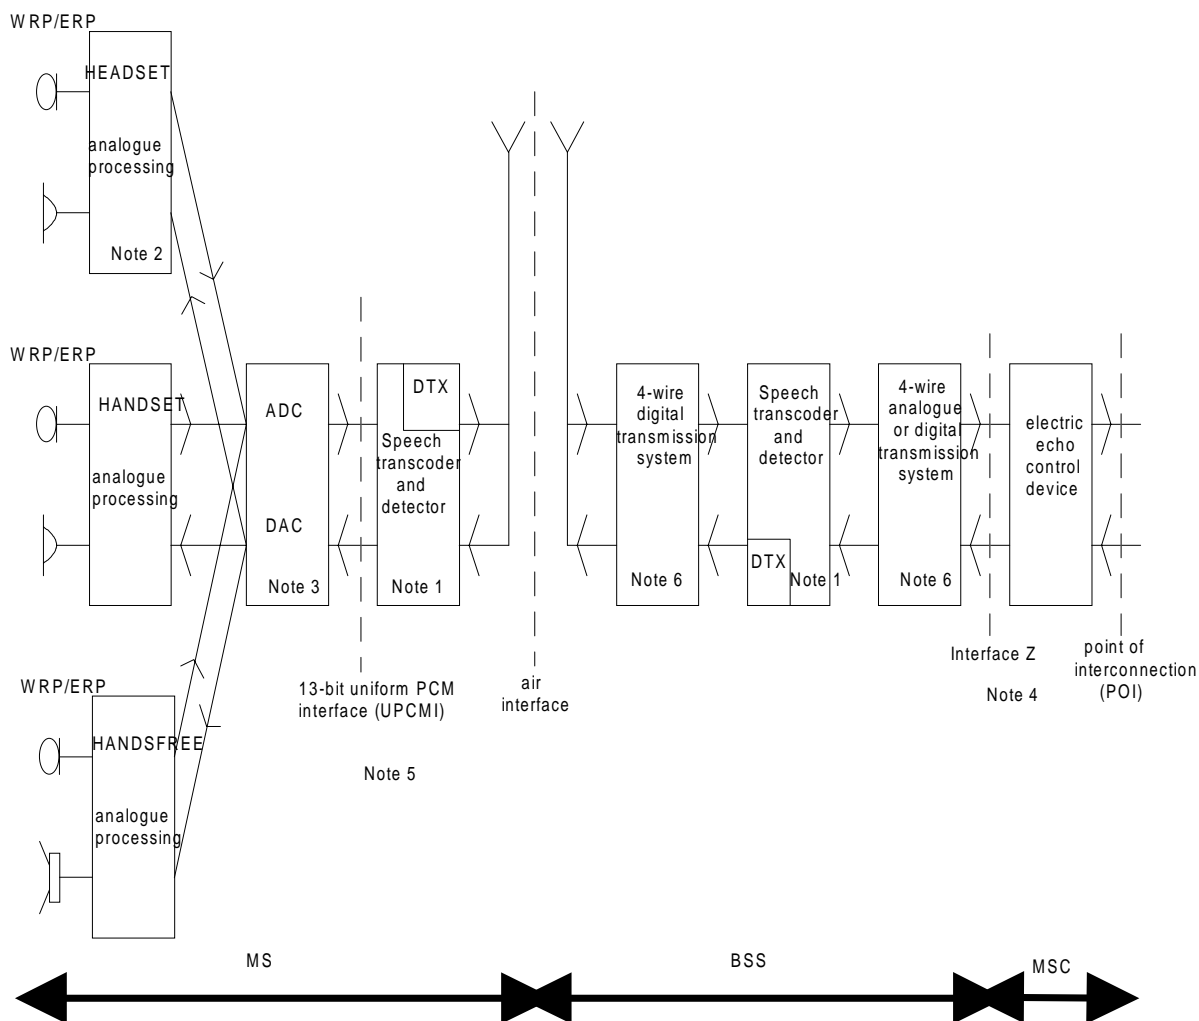 WRP/ERP
HEADSET
analogue
processing
Note 2
WRP/ERP
HANDSET
analogue
processing
ADC
DAC
Note 3
DTX
Speech
transcoder
and
detector
Note 1
4-wire
digital
transmission
system
Note 6
Speech
transcoder
and
detector
DTX
Note 1
4-wire
analogue
or digital
transmission
system
Note 6
electric
echo
control
device
WRP/ERP
HANDSFREE
analogue
processing
13-bit uniform PCM
interface (UPCMI)
Note 5
air
interface
Interface Z
Note 4
point of
interconnection
(POI)
MS
BSS
MSC